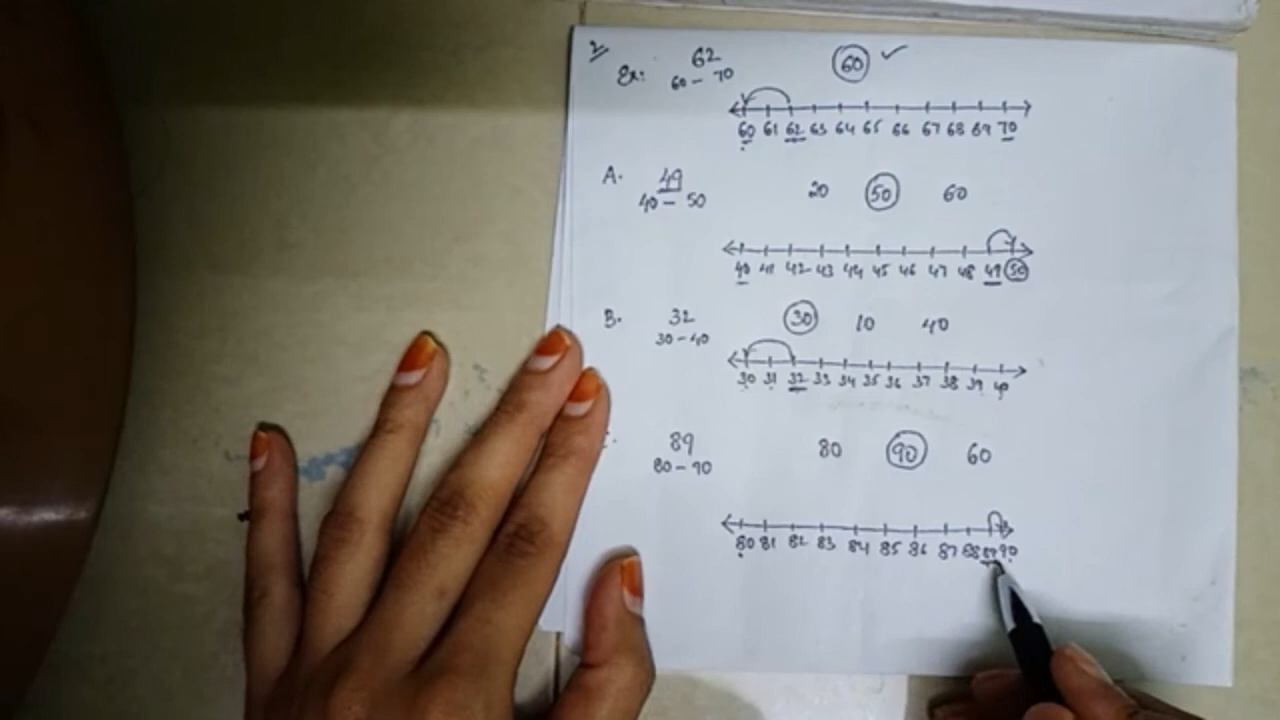 2
Ex: 62 60 ✓
60 - 70
60 61 62 63 64 65 66 67 68 69 70
A. 49 20 50 60
40 - 50
40 41 42 43 44 45 46 47 48 49 50
B. 32 30 10 40
30 - 40
30 31 32 33 34 35 36 37 38 39 40
89 80 90 60
80 - 90
80 81 82 83 84 85 86 87 88 89 90